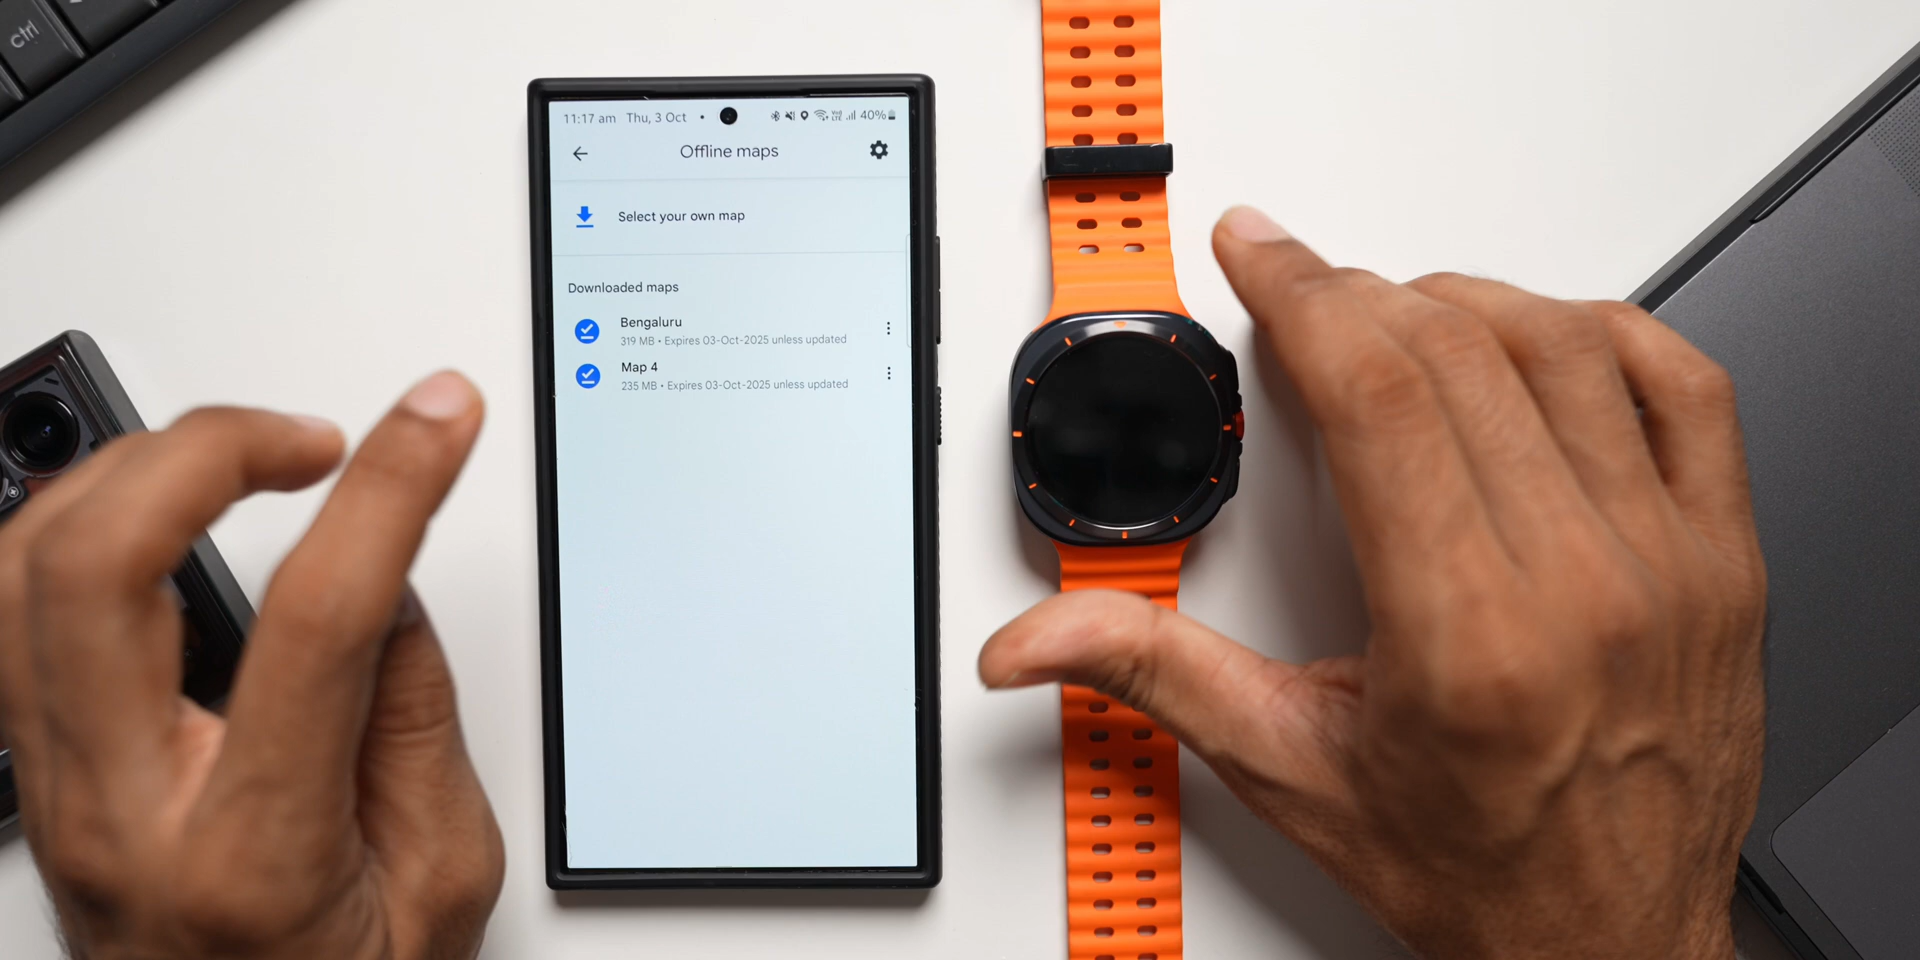 ctrl
11:17 am Thu, 3 Oct • 40%
Offline maps
Select your own map
Downloaded maps
Bengaluru
319 MB • Expires 03-Oct-2025 unless updated
Map 4
235 MB • Expires 03-Oct-2025 unless updated